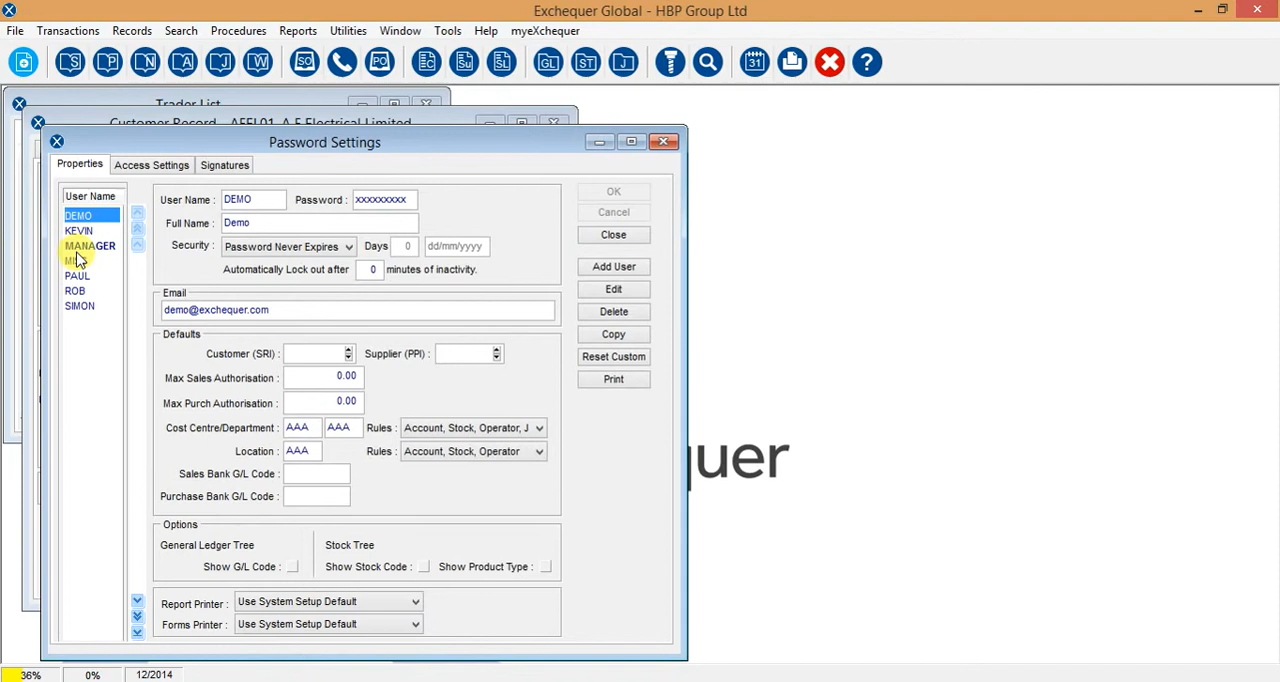 Exchequer Global - HBP Group Ltd
File Transactions Records Search Procedures Reports Utilities Window Tools Help myeXchequer
S P N A J W SO PO C Su SL GL ST J 31 ?
Trader List
Customer Record - AFEL01, A F Electrical Limited
Password Settings
Properties Access Settings Signatures
User Name
DEMO
KEVIN
MANAGER
PAUL
ROB
SIMON
User Name : DEMO Password : xxxxxxxxx
Full Name : Demo
Security : Password Never Expires Days 0 dd/mm/yyyy
Automatically Lock out after 0 minutes of inactivity.
Email
demo@exchequer.com
Defaults
Customer (SRI) : Supplier (PPI) :
Max Sales Authorisation : 0.00
Max Purch Authorisation : 0.00
Cost Centre/Department : AAA AAA Rules : Account, Stock, Operator, J
Location : AAA Rules : Account, Stock, Operator
Sales Bank G/L Code :
Purchase Bank G/L Code :
Options
General Ledger Tree Stock Tree
Show G/L Code : Show Stock Code : Show Product Type :
Report Printer : Use System Setup Default
Forms Printer : Use System Setup Default
OK
Cancel
Close
Add User
Edit
Delete
Copy
Reset Custom
Print
quer
36% 0% 12/2014